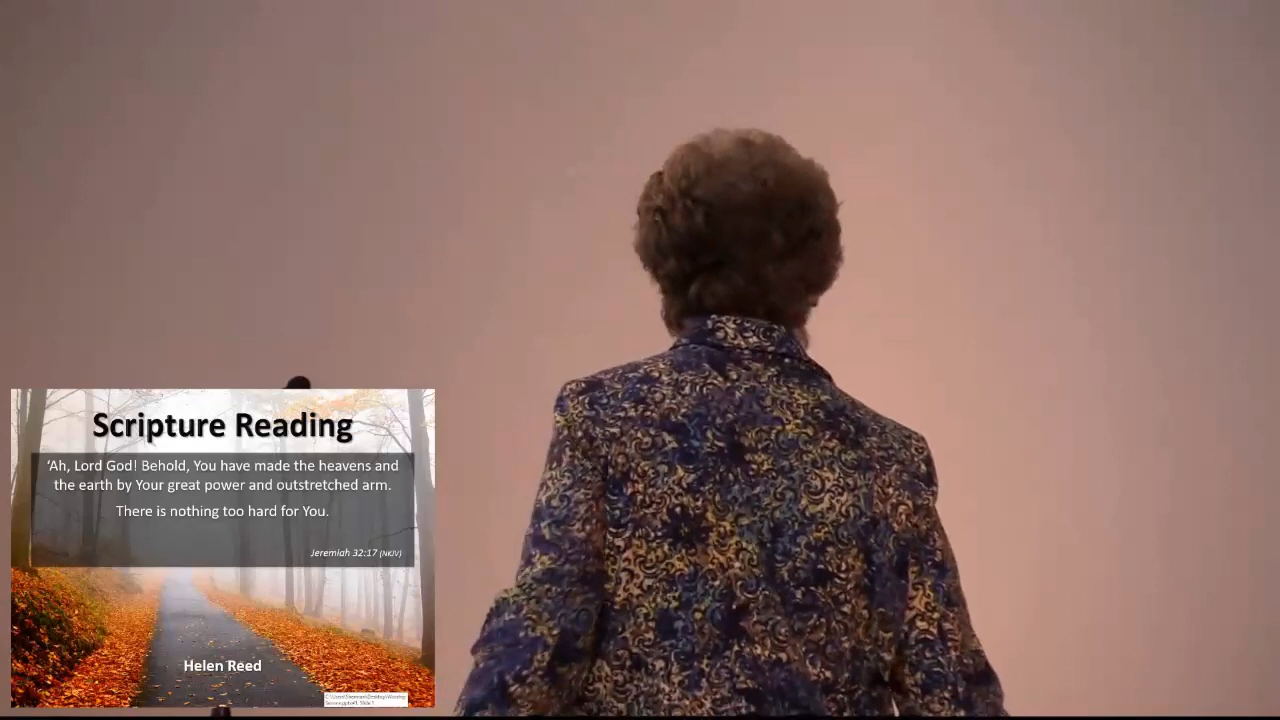 Scripture Reading
‘Ah, Lord God! Behold, You have made the heavens and
the earth by Your great power and outstretched arm.
There is nothing too hard for You.
Jeremiah 32:17 (NKJV)
Helen Reed